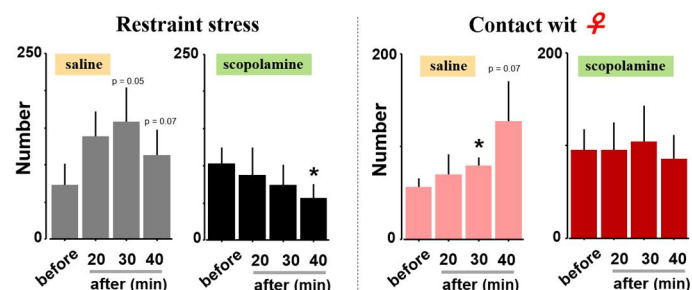 Restraint stress
Contact wit ♀
250
saline
p = 0.05
p = 0.07
Number
0
before
20 30 40
after (min)
250
scopolamine
*
0
before
20 30 40
after (min)
200
saline
p = 0.07
*
Number
0
before
20 30 40
after (min)
200
scopolamine
0
before
20 30 40
after (min)